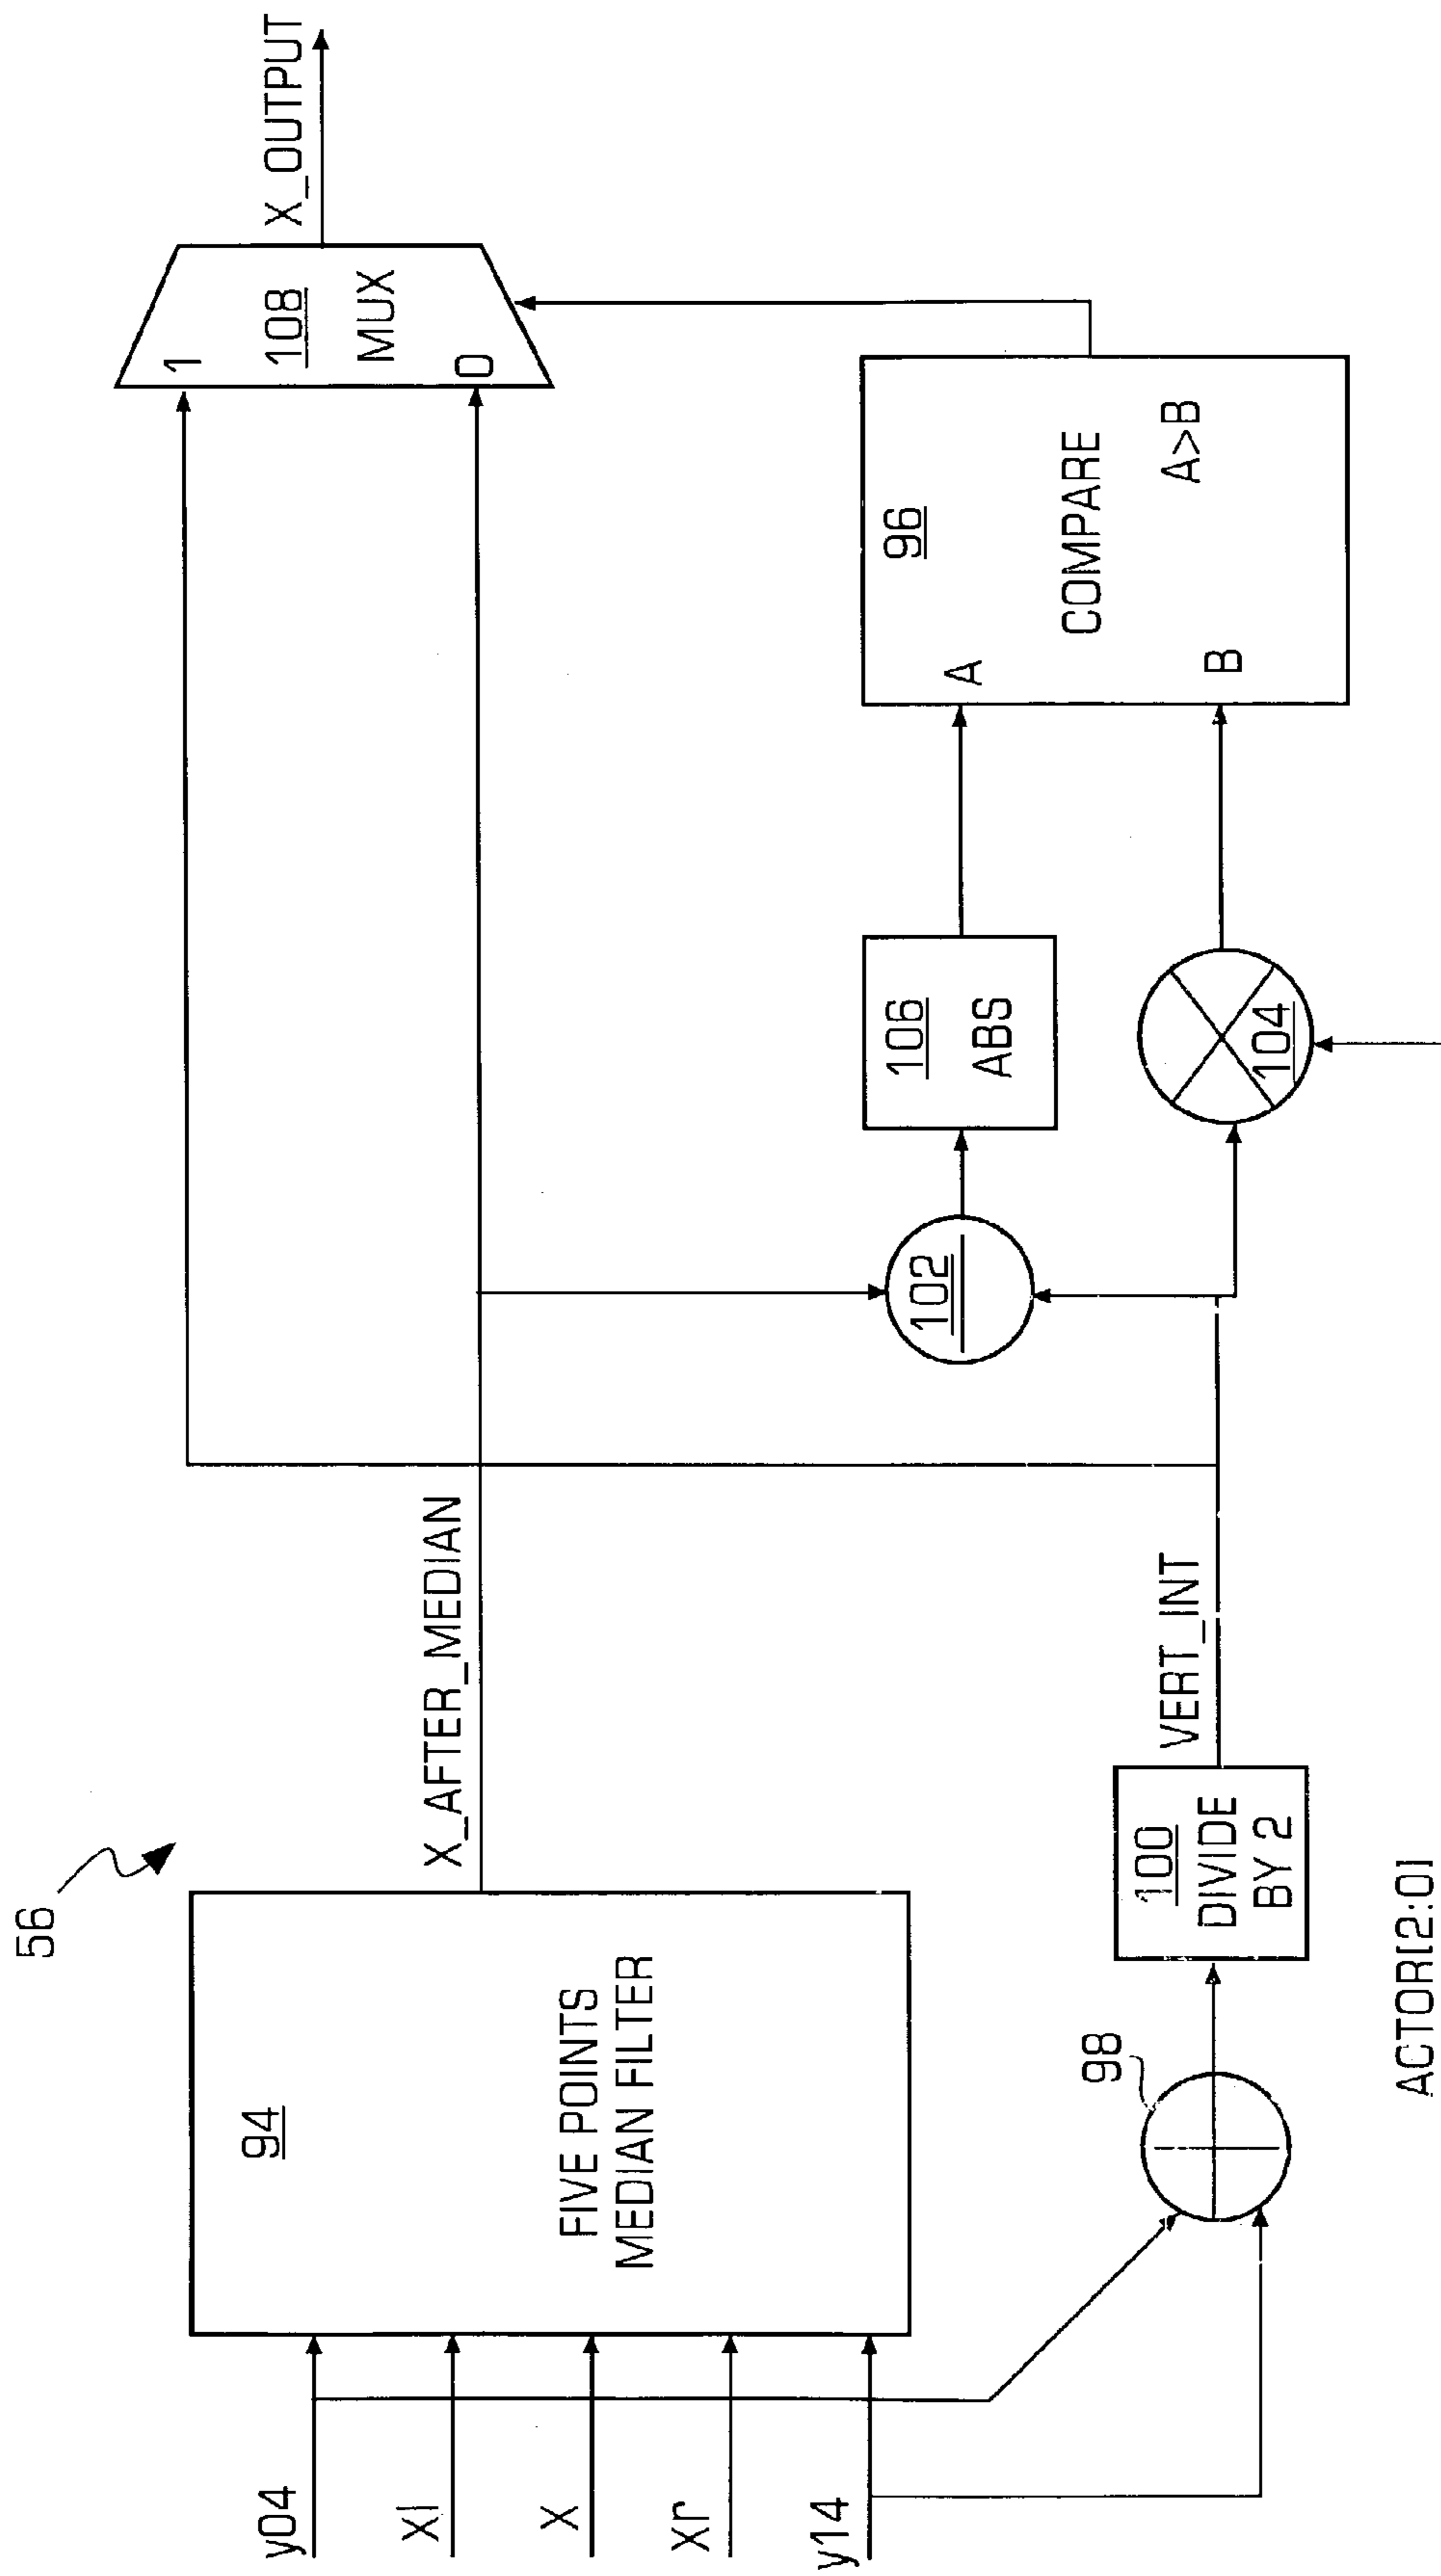 56
y04
Xl
X
Xr
y14
94
FIVE POINTS
MEDIAN FILTER
X_AFTER_MEDIAN
98
100
DIVIDE
BY 2
VERT_INT
102
106
ABS
104
A
B
96
COMPARE
A>B
1
0
108
MUX
X_OUTPUT
ACTOR[2:0]